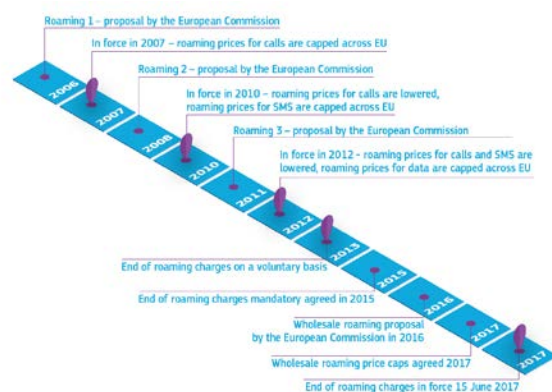 Roaming 1 – proposal by the European Commission
In force in 2007 – roaming prices for calls are capped across EU
Roaming 2 – proposal by the European Commission
In force in 2010 – roaming prices for calls are lowered,
roaming prices for SMS are capped across EU
Roaming 3 – proposal by the European Commission
In force in 2012 - roaming prices for calls and SMS are
lowered, roaming prices for data are capped across EU
2006
2007
2008
2010
2011
2012
2013
2015
2016
2017
2017
End of roaming charges on a voluntary basis
End of roaming charges mandatory agreed in 2015
Wholesale roaming proposal
by the European Commission in 2016
Wholesale roaming price caps agreed 2017
End of roaming charges in force 15 June 2017